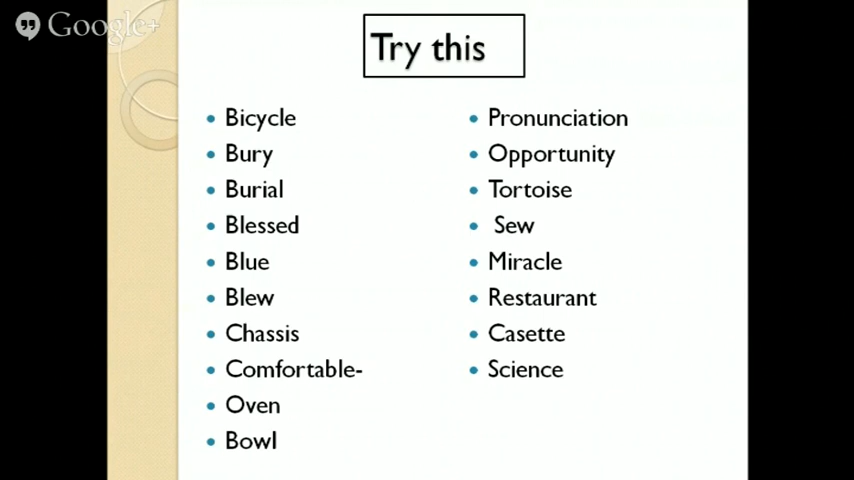 Google+
Try this
Bicycle
Bury
Burial
Blessed
Blue
Blew
Chassis
Comfortable-
Oven
Bowl
Pronunciation
Opportunity
Tortoise
Sew
Miracle
Restaurant
Casette
Science